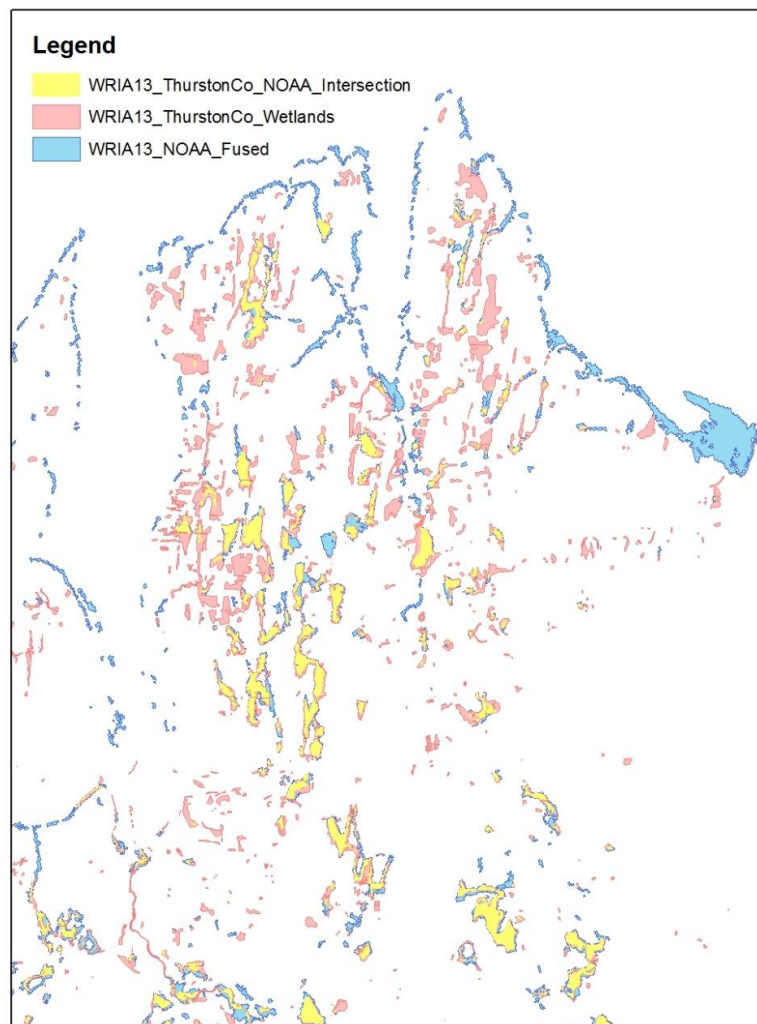 Legend
WRIA13_ThurstonCo_NOAA_Intersection
WRIA13_ThurstonCo_Wetlands
WRIA13_NOAA_Fused